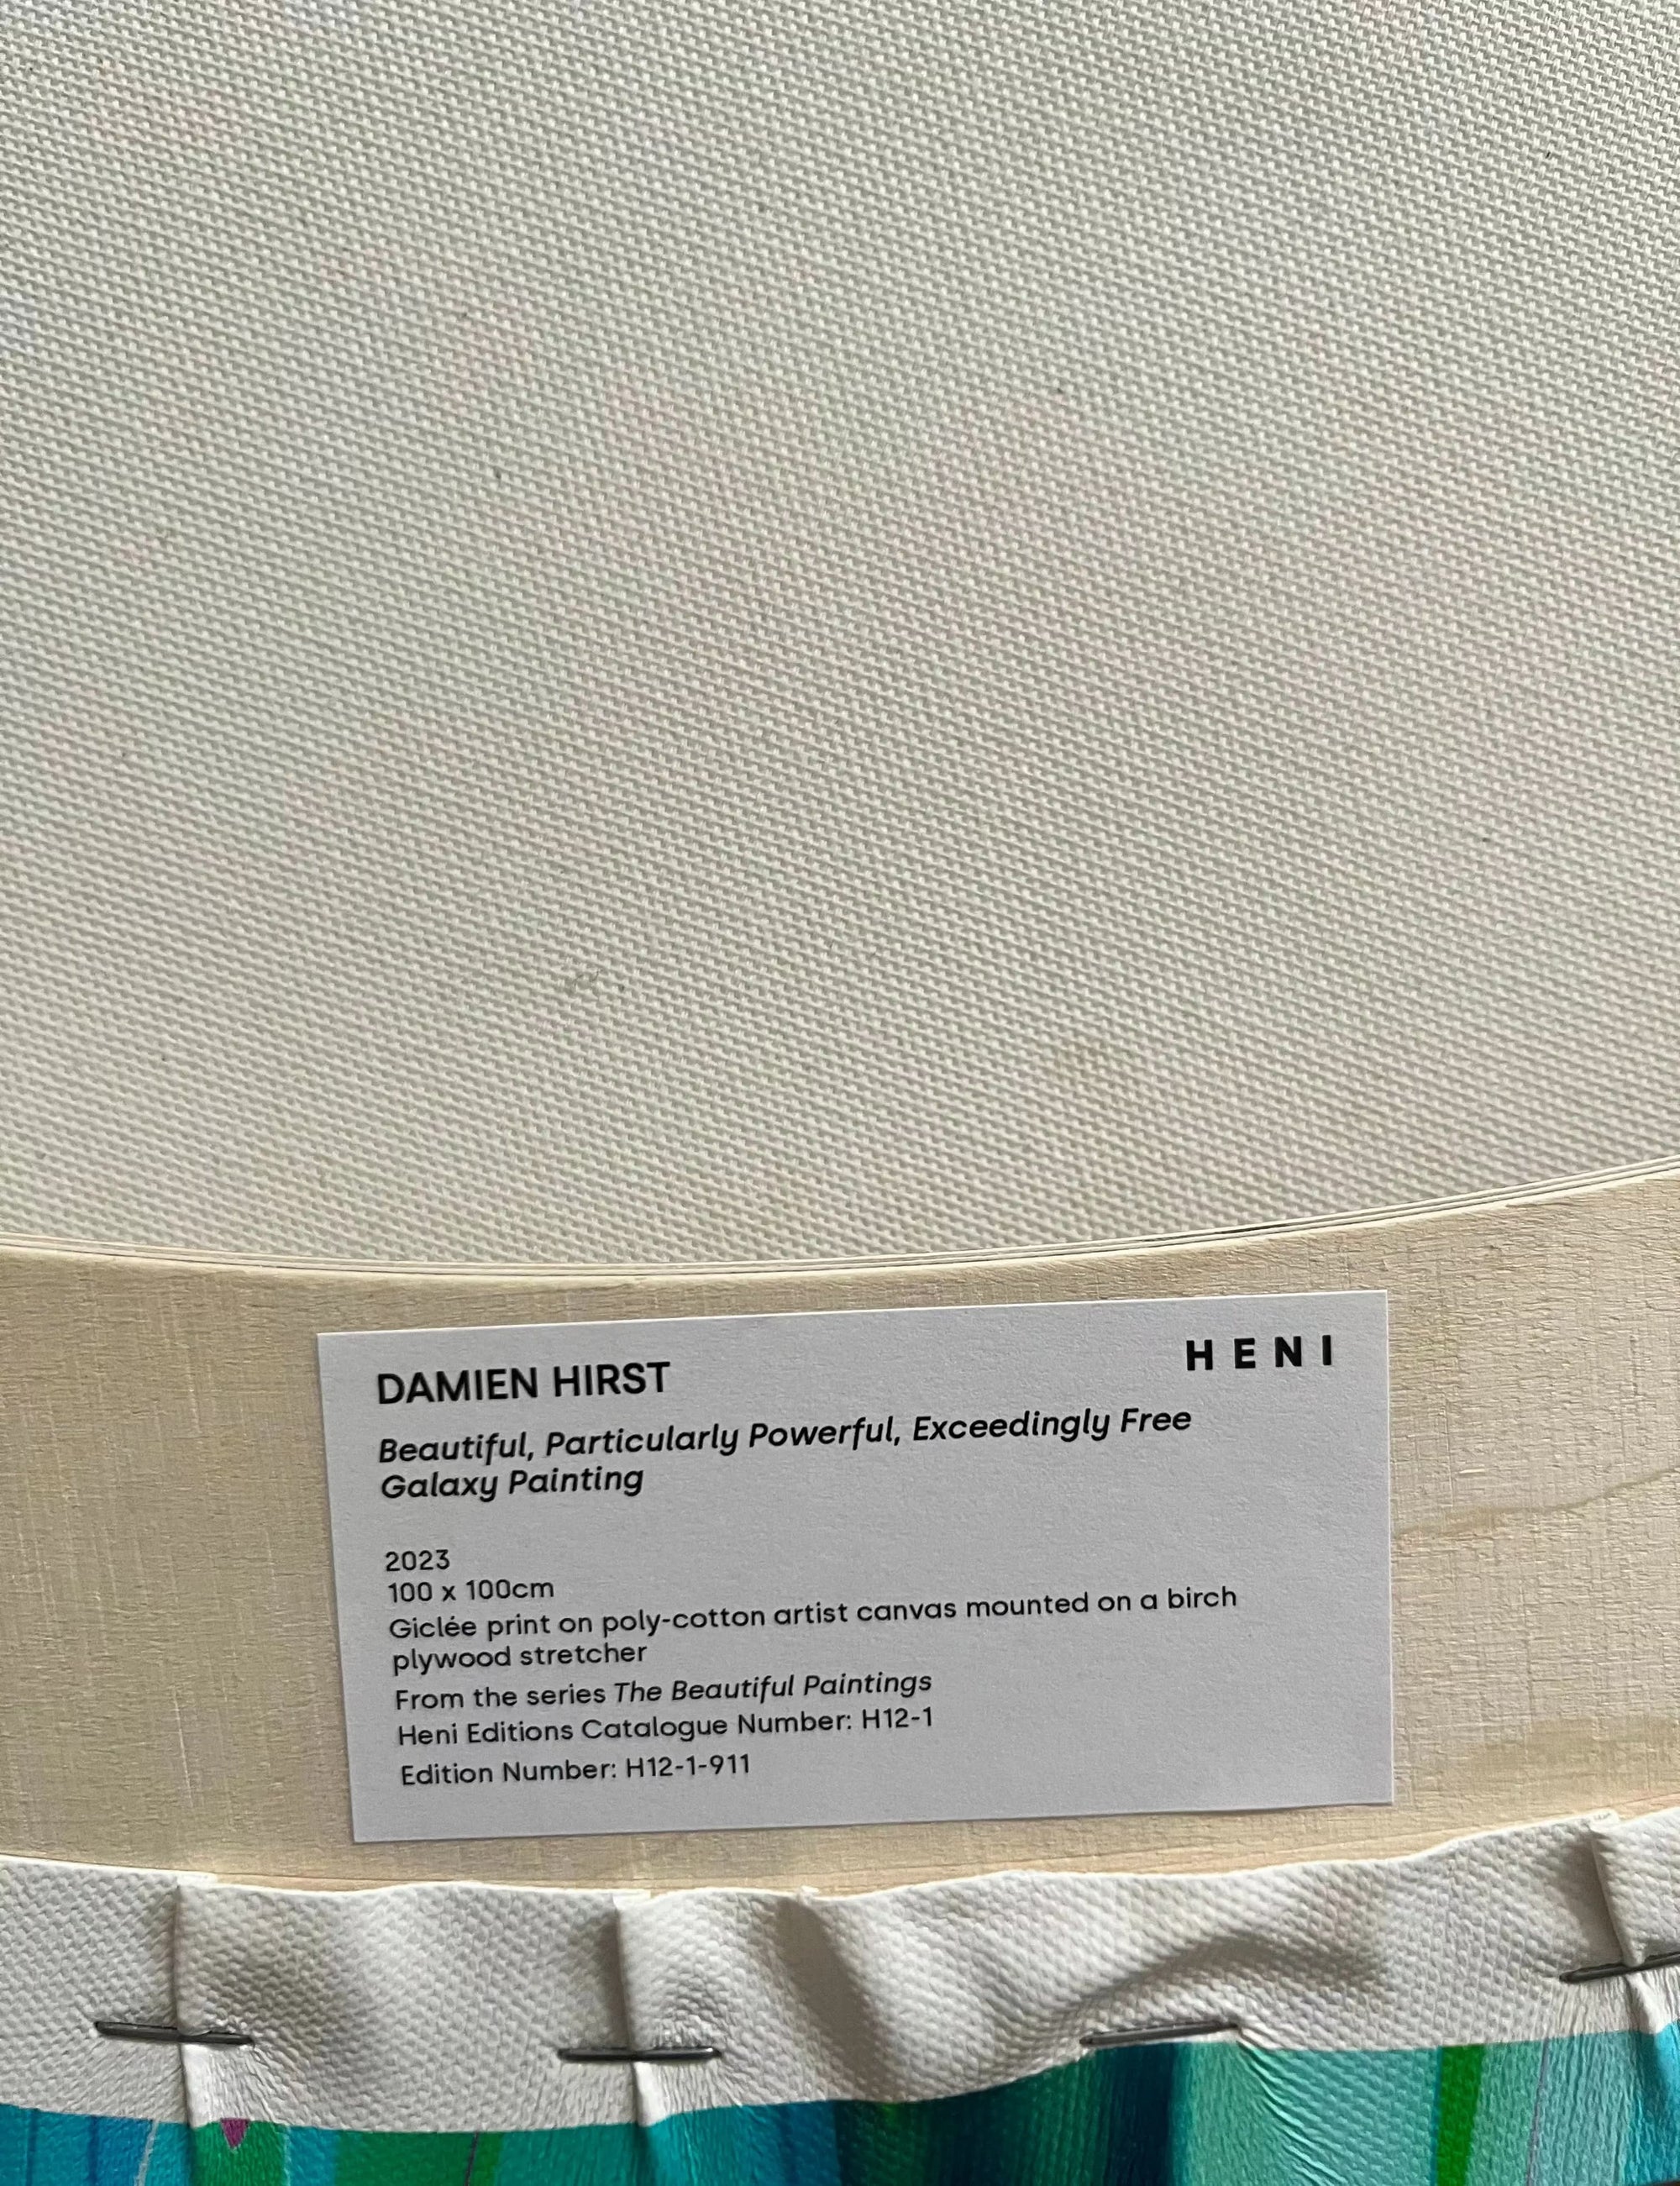 HENI
DAMIEN HIRST
Beautiful, Particularly Powerful, Exceedingly Free
Galaxy Painting
2023
100 x 100cm
Giclée print on poly-cotton artist canvas mounted on a birch
plywood stretcher
From the series The Beautiful Paintings
Heni Editions Catalogue Number: H12-1
Edition Number: H12-1-911